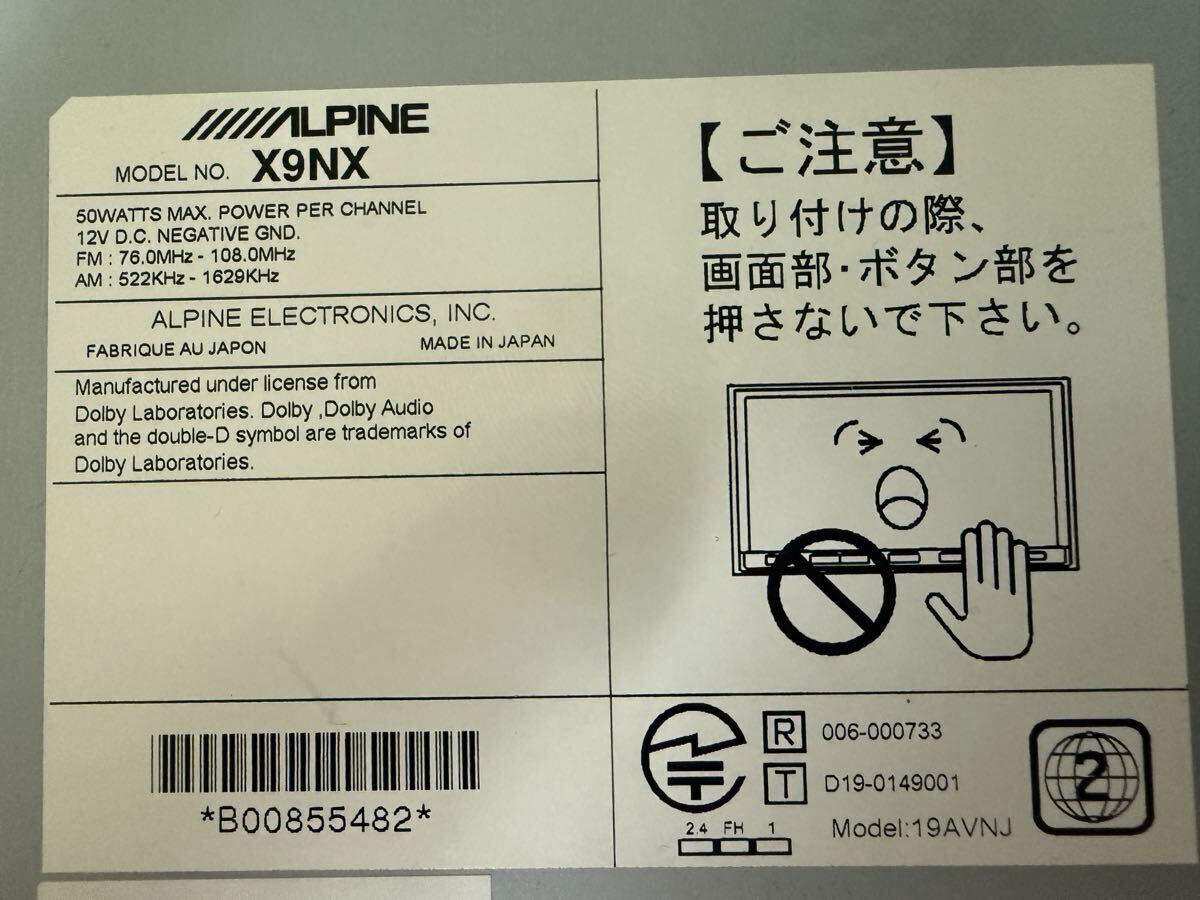 ALPINE
MODEL NO. X9NX
50WATTS MAX. POWER PER CHANNEL
12V D.C. NEGATIVE GND.
FM : 76.0MHz - 108.0MHz
AM : 522KHz - 1629KHz
ALPINE ELECTRONICS, INC.
FABRIQUE AU JAPON MADE IN JAPAN
Manufactured under license from
Dolby Laboratories. Dolby ,Dolby Audio
and the double-D symbol are trademarks of
Dolby Laboratories.
*B00855482*
【ご注意】
取り付けの際、
画面部・ボタン部を
押さないで下さい。
R 006-000733
T D19-0149001
2.4 FH 1
Model:19AVNJ
2